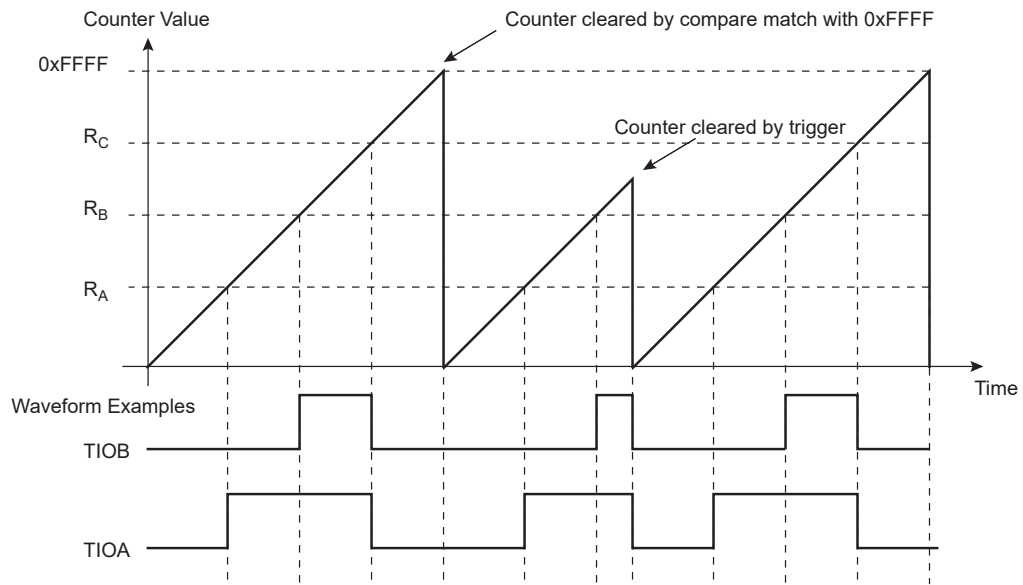 Counter Value
Counter cleared by compare match with 0xFFFF
0xFFFF
RC
Counter cleared by trigger
RB
RA
Time
Waveform Examples
TIOB
TIOA